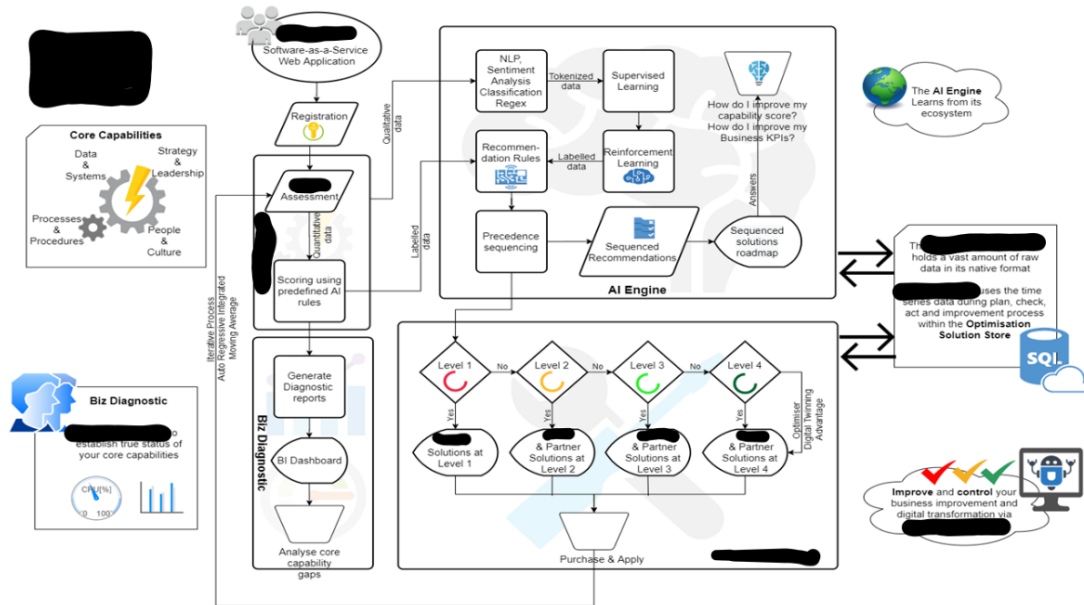 Software-as-a-Service
Web Application
Registration
Assessment
Quantitative
data
Scoring using
predefined AI
rules
Qualitative
data
Labelled
data
Iterative Process
Auto Regressive Integrated
Moving Average
Core Capabilities
Data
&
Systems
Strategy
&
Leadership
Processes
&
Procedures
People
&
Culture
Biz Diagnostic
establish true status of
your core capabilities
CPU[%]
0 100
Generate
Diagnostic
reports
BI Dashboard
Analyse core
capability
gaps
Biz Diagnostic
NLP,
Sentiment
Analysis
Classification
Regex
Tokenized
data
Supervised
Learning
Recommen-
dation Rules
Labelled
data
Reinforcement
Learning
Precedence
sequencing
Sequenced
Recommendations
Sequenced
solutions
roadmap
Answers
How do I improve my
capability score?
How do I improve my
Business KPIs?
AI Engine
Level 1
No
Level 2
No
Level 3
No
Level 4
Yes
Yes
Yes
Yes
Optimiser
Digital Twinning
Advantage
Solutions at
Level 1
& Partner
Solutions at
Level 2
& Partner
Solutions at
Level 3
& Partner
Solutions at
Level 4
Purchase & Apply
The AI Engine
Learns from its
ecosystem
holds a vast amount of raw
data in its native format
uses the time
series data during plan, check,
act and improvement process
within the Optimisation
Solution Store
SQL
Improve and control your
business improvement and
digital transformation via